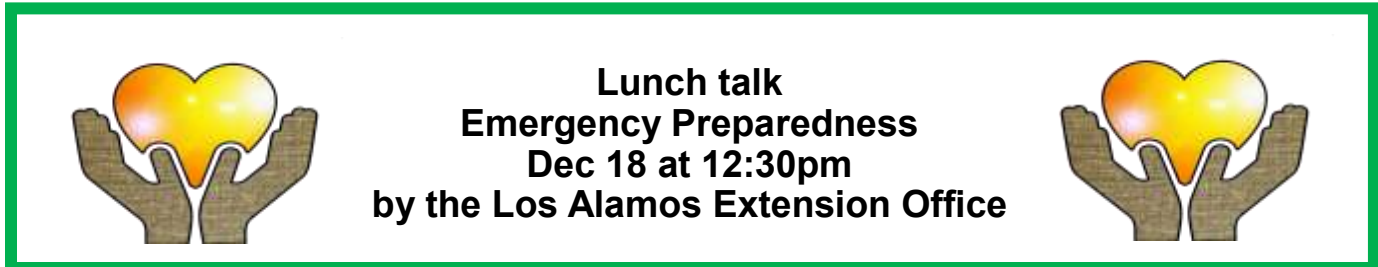 Lunch talk
Emergency Preparedness
Dec 18 at 12:30pm
by the Los Alamos Extension Office